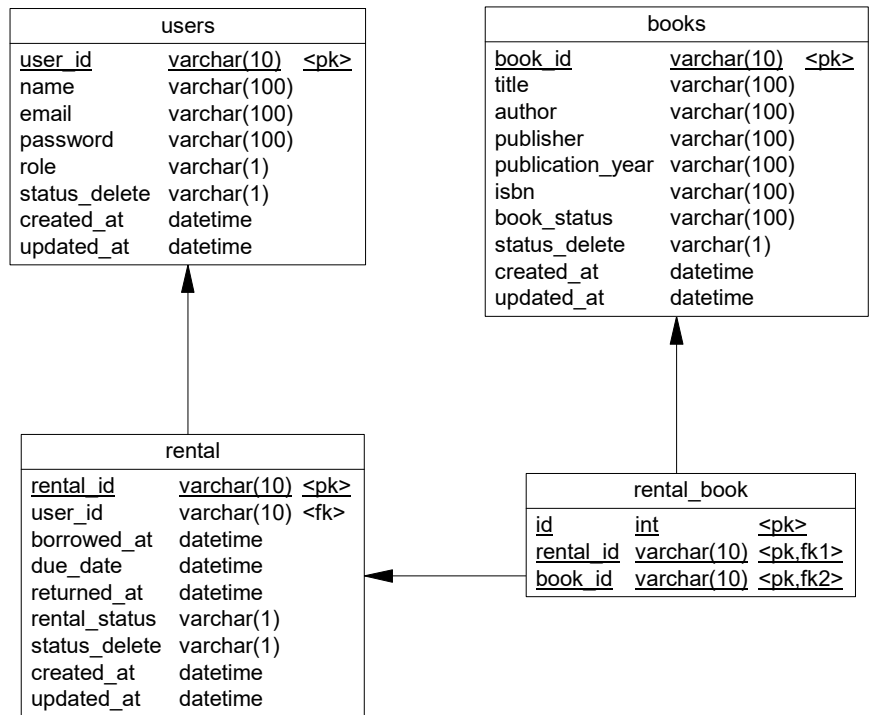 users
user_id varchar(10) <pk>
name varchar(100)
email varchar(100)
password varchar(100)
role varchar(1)
status_delete varchar(1)
created_at datetime
updated_at datetime
books
book_id varchar(10) <pk>
title varchar(100)
author varchar(100)
publisher varchar(100)
publication_year varchar(100)
isbn varchar(100)
book_status varchar(100)
status_delete varchar(1)
created_at datetime
updated_at datetime
rental
rental_id varchar(10) <pk>
user_id varchar(10) <fk>
borrowed_at datetime
due_date datetime
returned_at datetime
rental_status varchar(1)
status_delete varchar(1)
created_at datetime
updated_at datetime
rental_book
id int <pk>
rental_id varchar(10) <pk,fk1>
book_id varchar(10) <pk,fk2>